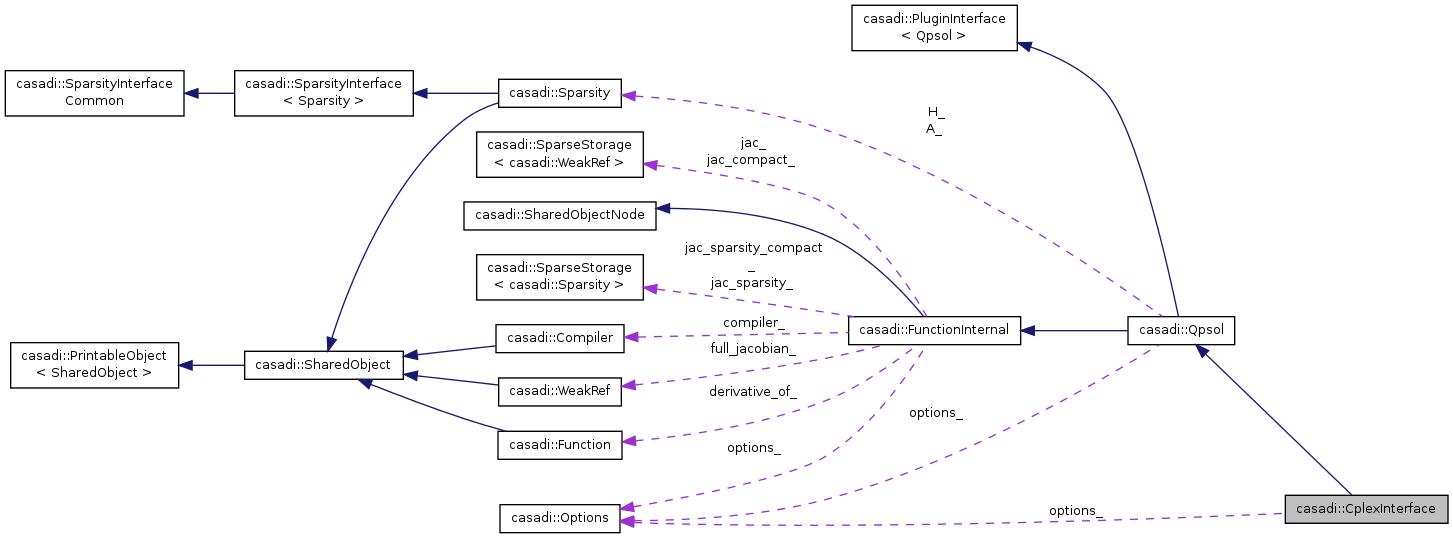 casadi::PluginInterface
< Qpsol >
casadi::SparsityInterface
Common
casadi::SparsityInterface
< Sparsity >
casadi::Sparsity
H_
A_
casadi::SparseStorage
< casadi::WeakRef >
jac_
jac_compact_
casadi::SharedObjectNode
casadi::SparseStorage
< casadi::Sparsity >
jac_sparsity_compact
_
jac_sparsity_
casadi::FunctionInternal
casadi::Qpsol
casadi::Compiler
compiler_
full_jacobian_
casadi::PrintableObject
< SharedObject >
casadi::SharedObject
casadi::WeakRef
derivative_of_
casadi::Function
options_
options_
casadi::Options
options_
casadi::CplexInterface